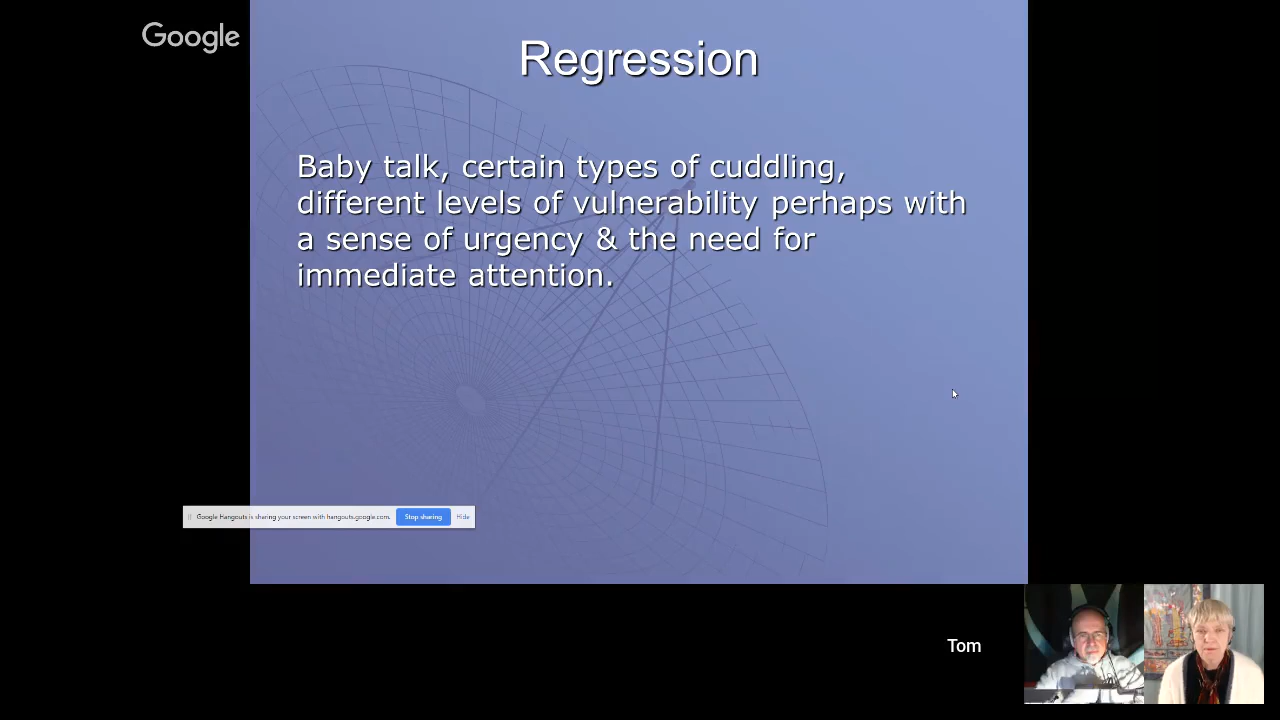 Google
Regression
Baby talk, certain types of cuddling,
different levels of vulnerability perhaps with
a sense of urgency & the need for
immediate attention.
Google Hangouts is sharing your screen with hangouts.google.com.
Stop sharing
Hide
Tom